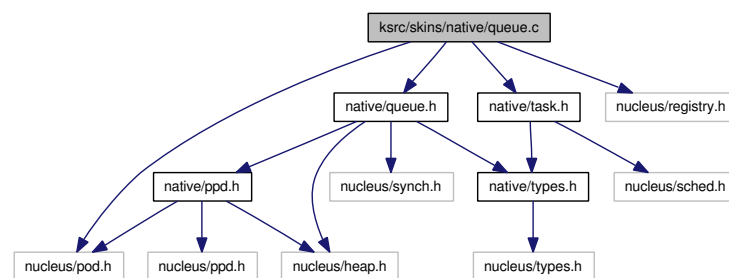 ksrc/skins/native/queue.c
native/queue.h
native/task.h
nucleus/registry.h
native/ppd.h
nucleus/synch.h
native/types.h
nucleus/sched.h
nucleus/pod.h
nucleus/ppd.h
nucleus/heap.h
nucleus/types.h